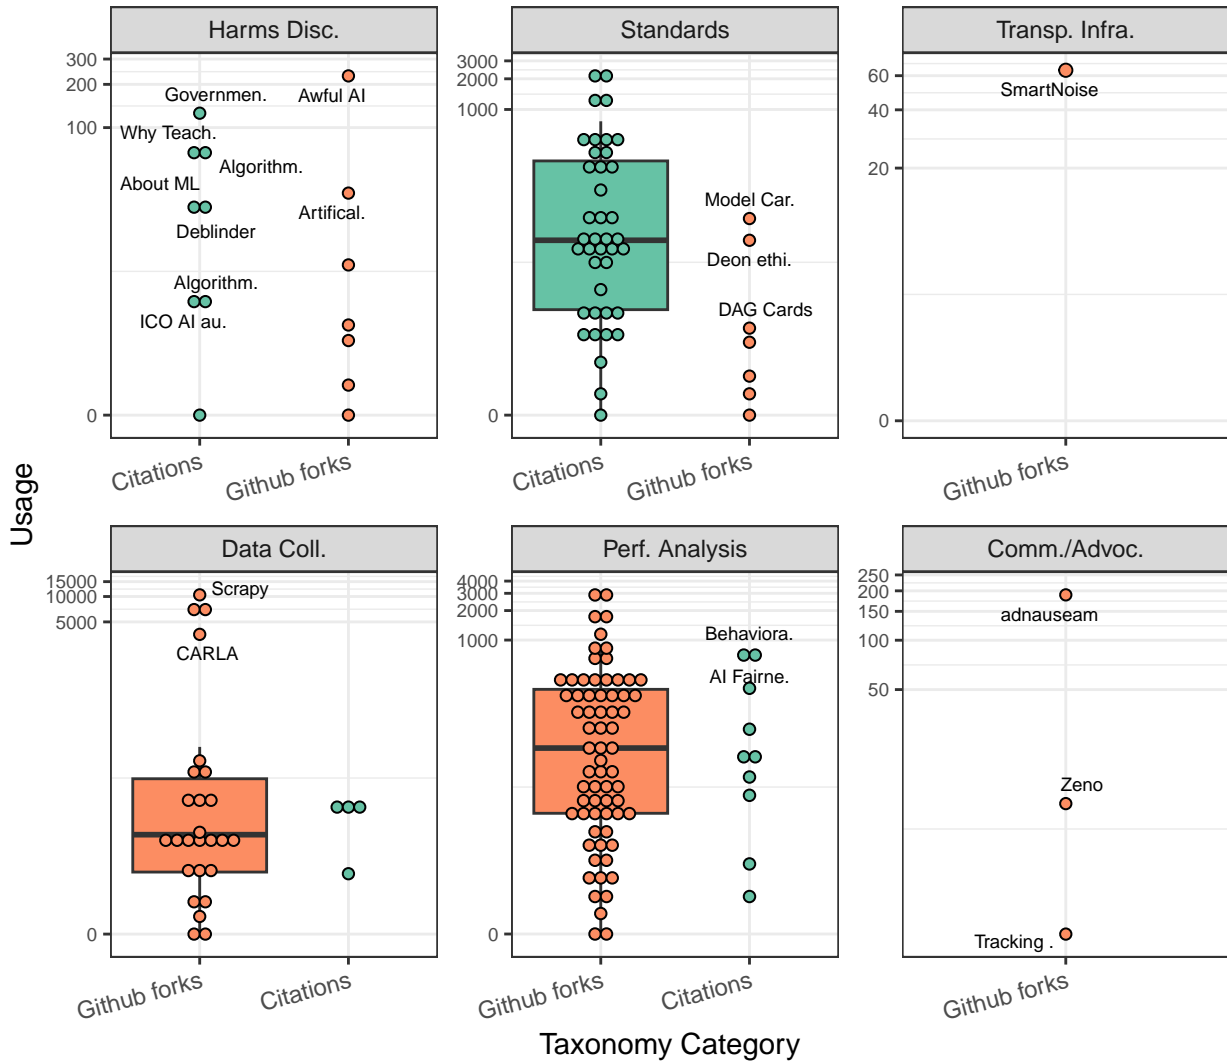 Harms Disc.
Standards
Transp. Infra.
300
200
100
0
Governmen.
Awful AI
Why Teach.
Algorithm.
About ML
Artifical.
Deblinder
Algorithm.
ICO AI au.
Citations
Github forks
3000
2000
1000
0
Model Car.
Deon ethi.
DAG Cards
Citations
Github forks
60
40
20
0
SmartNoise
Github forks
Usage
Data Coll.
Perf. Analysis
Comm./Advoc.
15000
10000
5000
0
Scrapy
CARLA
Github forks
Citations
4000
3000
2000
1000
0
Behaviora.
AI Fairne.
Github forks
Citations
250
200
150
100
50
adnauseam
Zeno
Tracking .
Github forks
Taxonomy Category